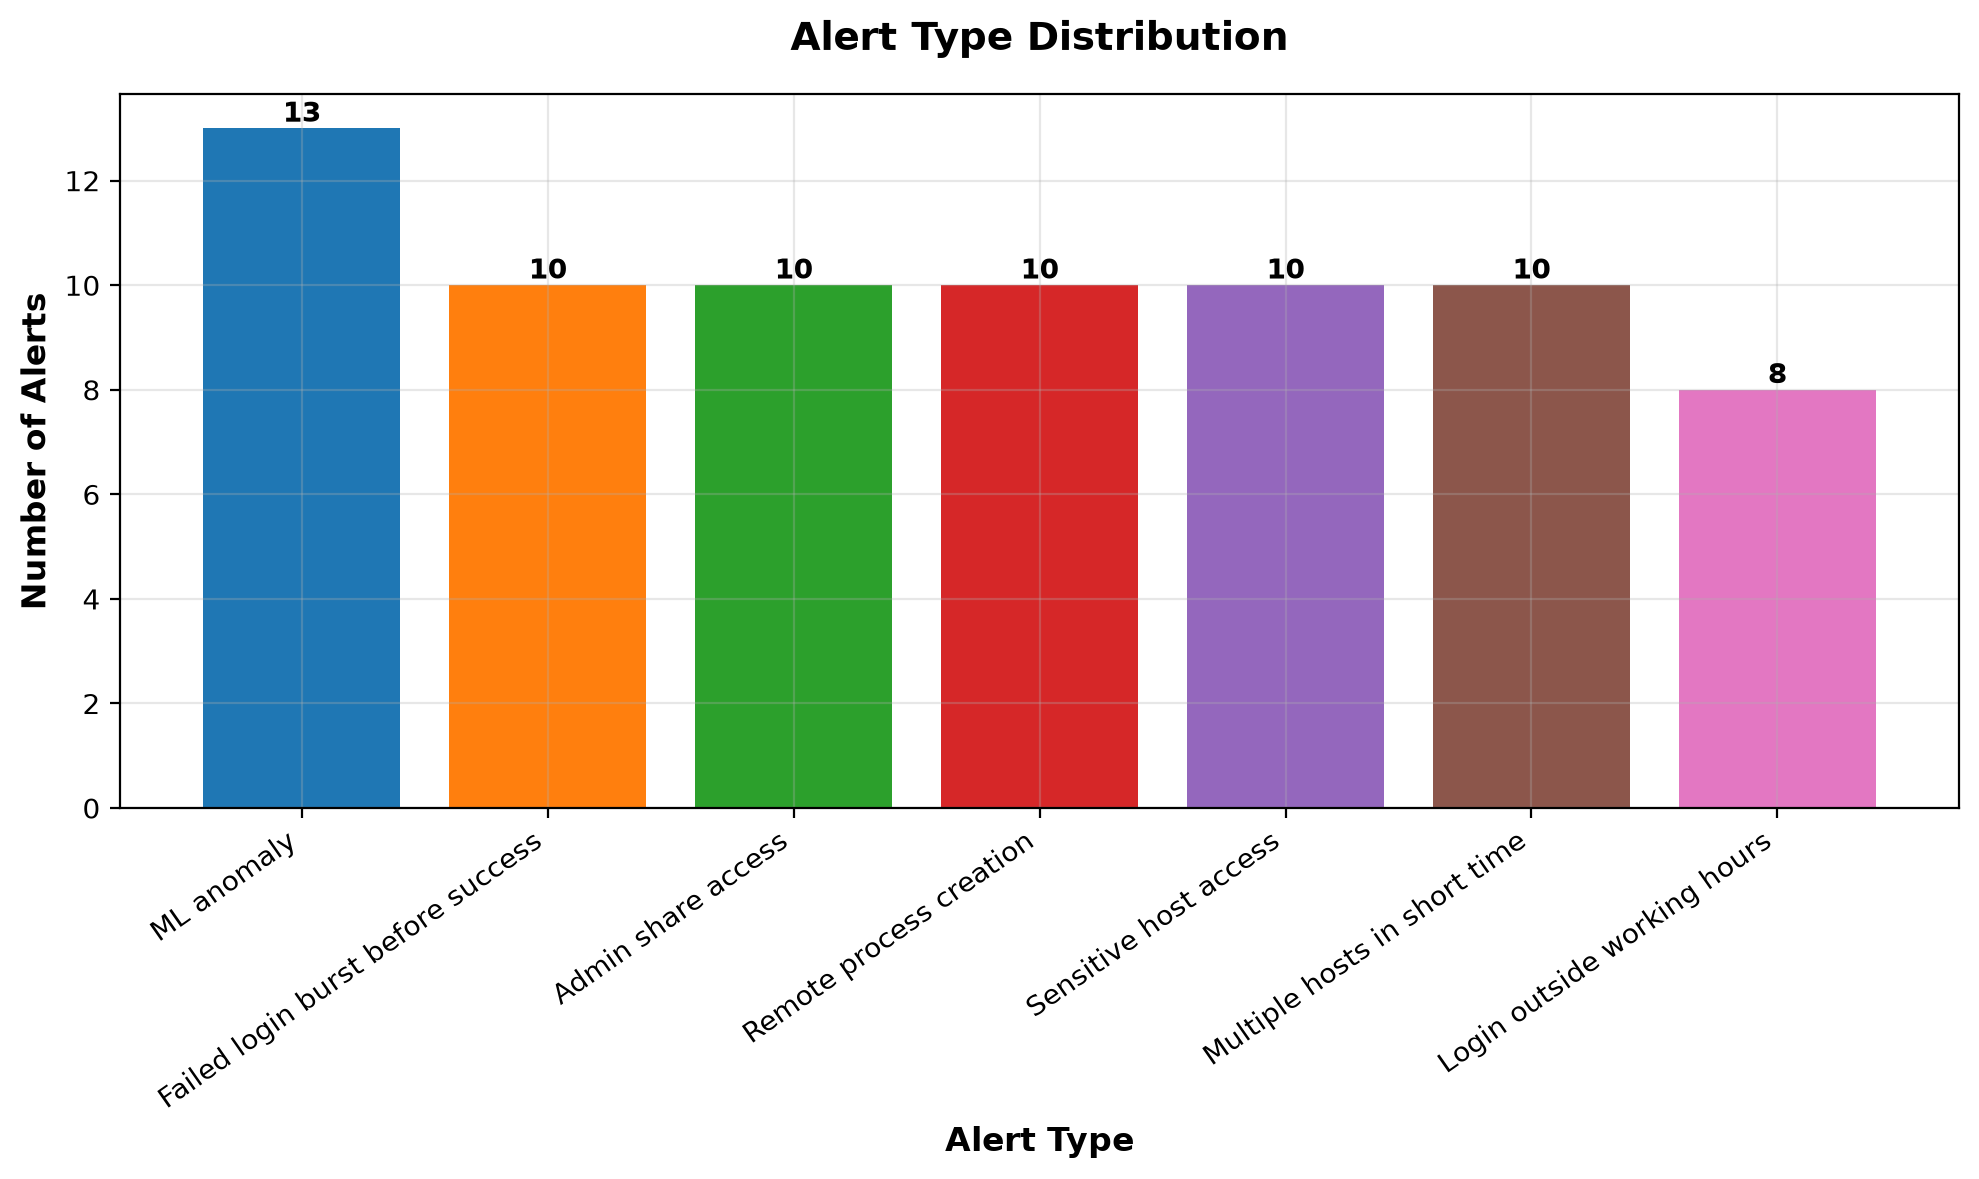 Alert Type Distribution
13
10
10
10
10
10
8
Number of Alerts
12
10
8
6
4
2
0
ML anomaly
Failed login burst before success
Admin share access
Remote process creation
Sensitive host access
Multiple hosts in short time
Login outside working hours
Alert Type